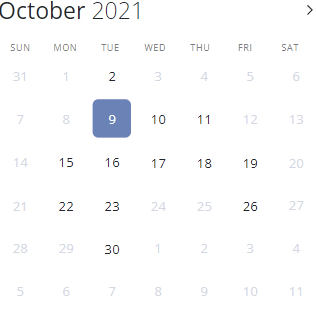 October 2021
SUN MON TUE WED THU FRI SAT
31 1 2 3 4 5 6
7 8 9 10 11 12 13
14 15 16 17 18 19 20
21 22 23 24 25 26 27
28 29 30 1 2 3 4
5 6 7 8 9 10 11